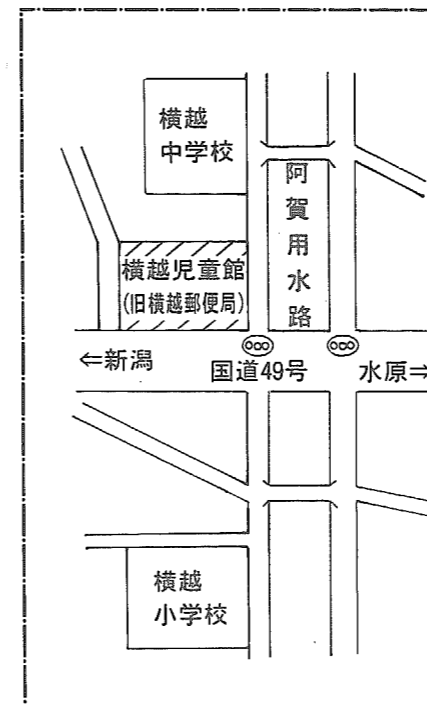 横越
中学校
阿賀用水路
横越児童館
(旧横越郵便局)
⇐新潟
国道49号
水原⇒
横越
小学校